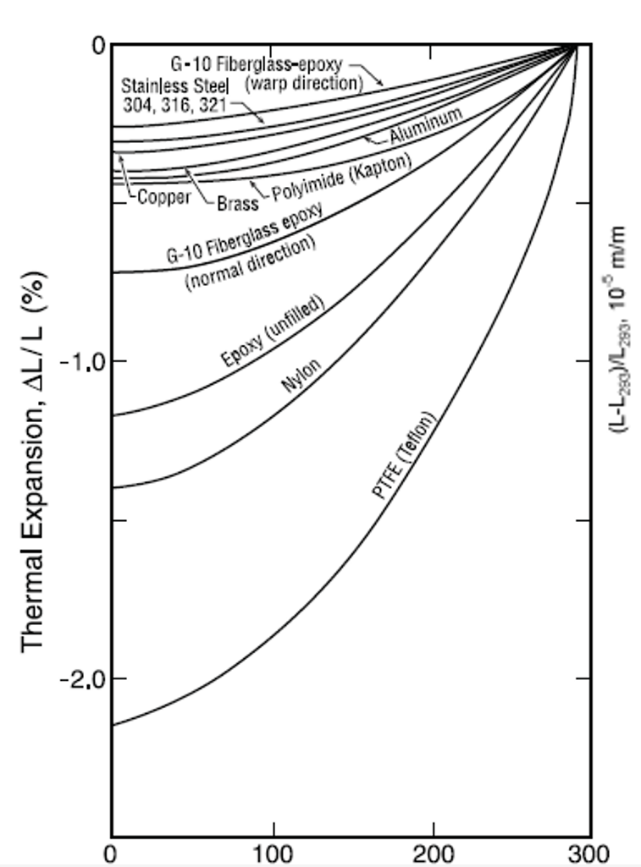 0
G-10 Fiberglass-epoxy
(warp direction)
Stainless Steel
304, 316, 321
Aluminum
Copper
Brass
Polyimide (Kapton)
G-10 Fiberglass epoxy
(normal direction)
Thermal Expansion, ΔL/L (%)
(L-L293)/L293, 10^-5 m/m
-1.0
Epoxy (unfilled)
Nylon
PTFE (Teflon)
-2.0
0
100
200
300